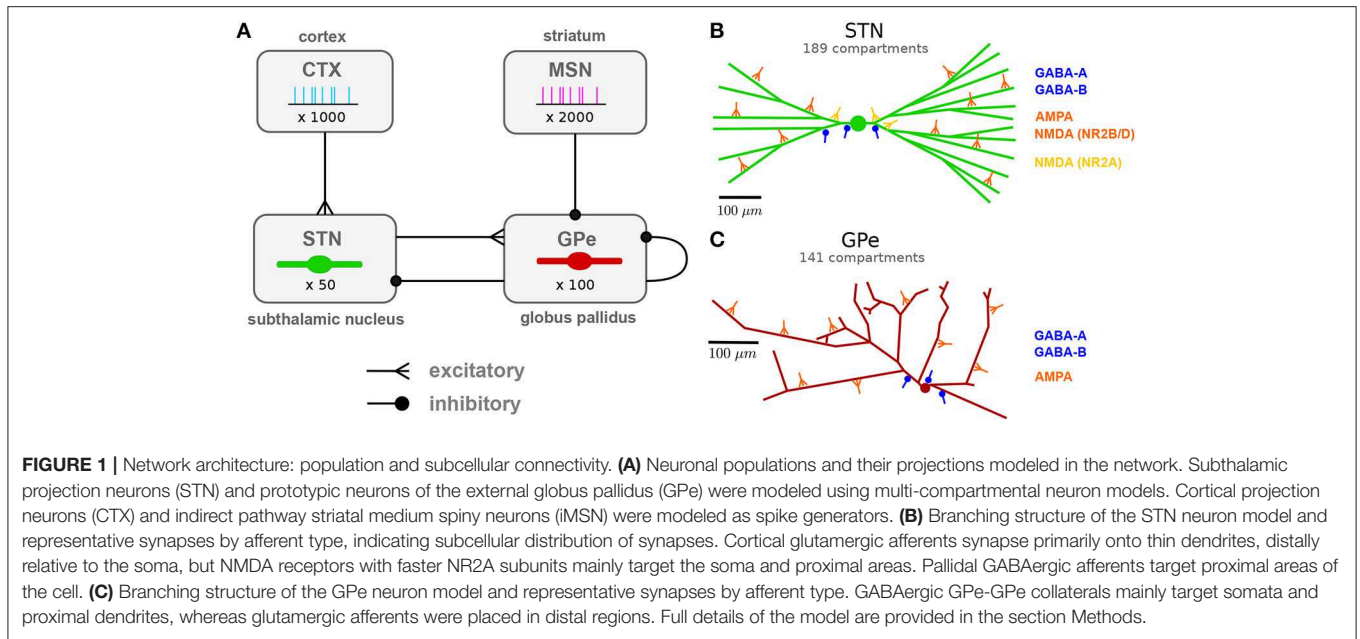 A
cortex
CTX
x 1000
striatum
MSN
x 2000
STN
x 50
subthalamic nucleus
GPe
x 100
globus pallidus
excitatory
inhibitory
B
STN
189 compartments
GABA-A
GABA-B
AMPA
NMDA (NR2B/D)
NMDA (NR2A)
100 μm
C
GPe
141 compartments
100 μm
GABA-A
GABA-B
AMPA
FIGURE 1 | Network architecture: population and subcellular connectivity. (A) Neuronal populations and their projections modeled in the network. Subthalamic
projection neurons (STN) and prototypic neurons of the external globus pallidus (GPe) were modeled using multi-compartmental neuron models. Cortical projection
neurons (CTX) and indirect pathway striatal medium spiny neurons (iMSN) were modeled as spike generators. (B) Branching structure of the STN neuron model and
representative synapses by afferent type, indicating subcellular distribution of synapses. Cortical glutamergic afferents synapse primarily onto thin dendrites, distally
relative to the soma, but NMDA receptors with faster NR2A subunits mainly target the soma and proximal areas. Pallidal GABAergic afferents target proximal areas of
the cell. (C) Branching structure of the GPe neuron model and representative synapses by afferent type. GABAergic GPe-GPe collaterals mainly target somata and
proximal dendrites, whereas glutamergic afferents were placed in distal regions. Full details of the model are provided in the section Methods.